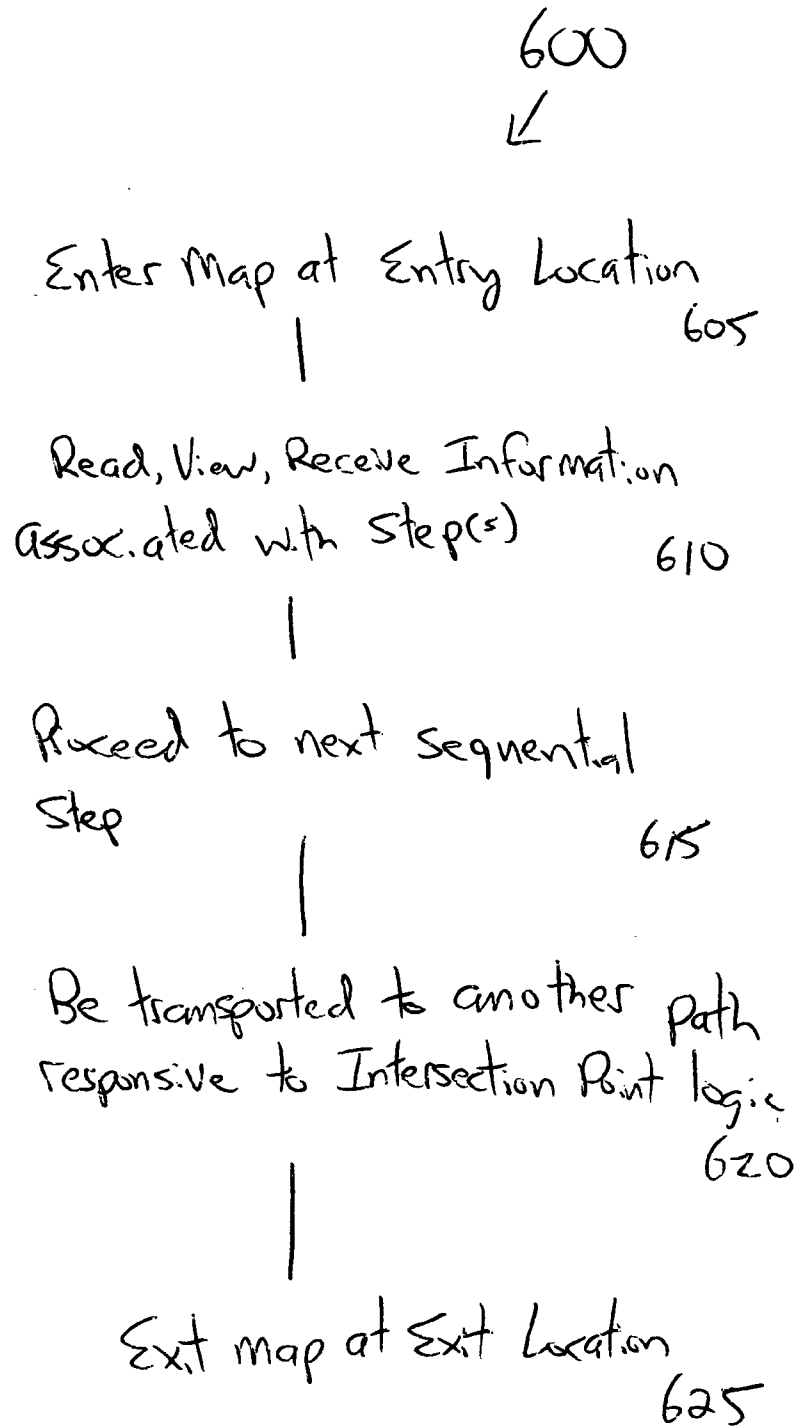 600
Enter Map at Entry Location
605
Read, View, Receive Information
associated with Step(s)
610
Proceed to next sequential
Step
615
Be transported to another path
responsive to Intersection Point logic
620
Exit map at Exit Location
625